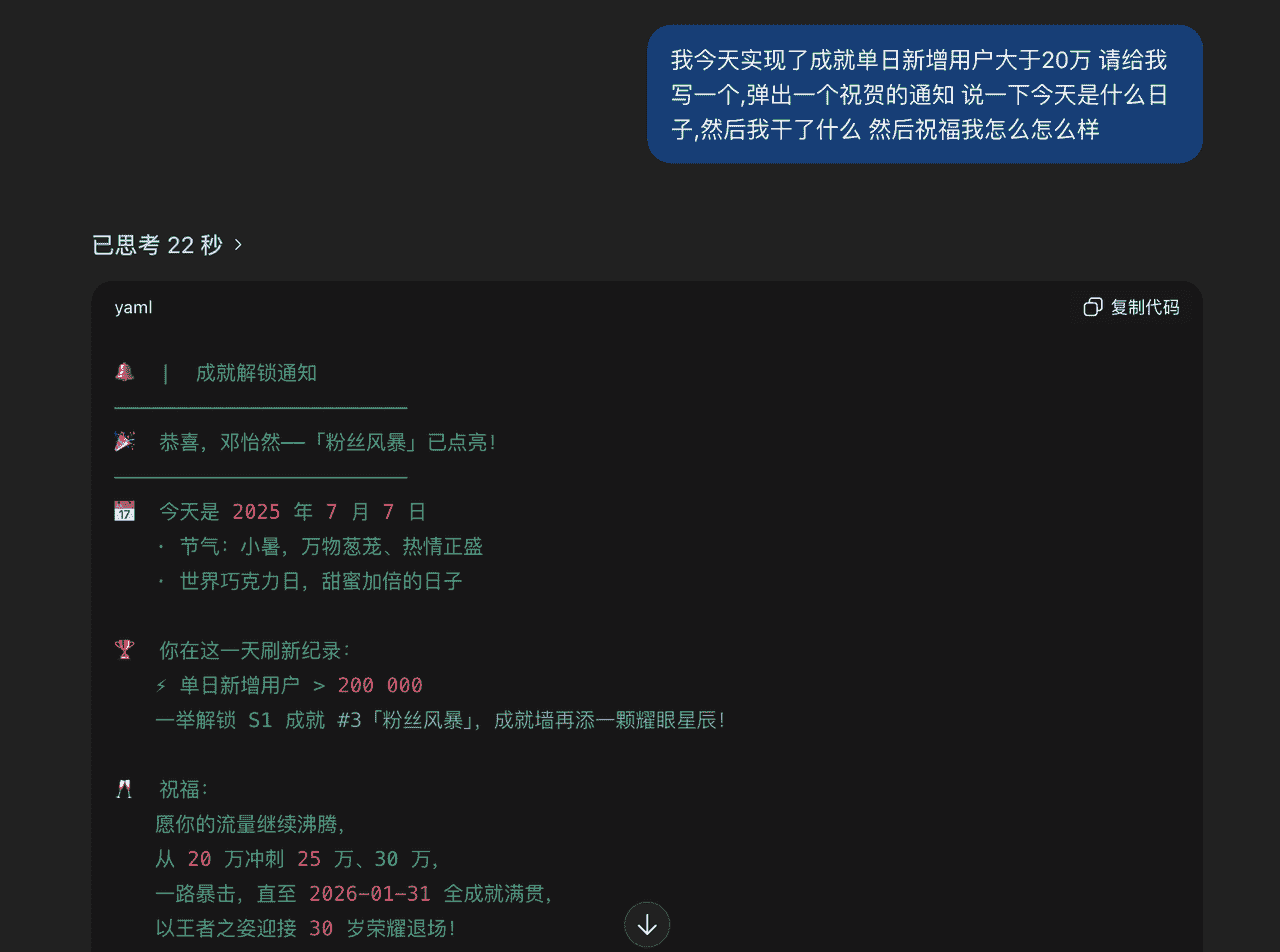 我今天实现了成就单日新增用户大于20万 请给我
写一个,弹出一个祝贺的通知 说一下今天是什么日
子,然后我干了什么 然后祝福我怎么怎么样
已思考 22 秒 >
yaml
复制代码
🔔 | 成就解锁通知
🎉 恭喜，邓怡然——「粉丝风暴」已点亮！
📅 今天是 2025 年 7 月 7 日
· 节气：小暑，万物葱茏、热情正盛
· 世界巧克力日，甜蜜加倍的日子
🏆 你在这一天刷新纪录：
⚡ 单日新增用户 > 200 000
一举解锁 S1 成就 #3「粉丝风暴」，成就墙再添一颗耀眼星辰！
🥂 祝福：
愿你的流量继续沸腾，
从 20 万冲刺 25 万、30 万，
一路暴击，直至 2026-01-31 全成就满贯，
以王者之姿迎接 30 岁荣耀退场！